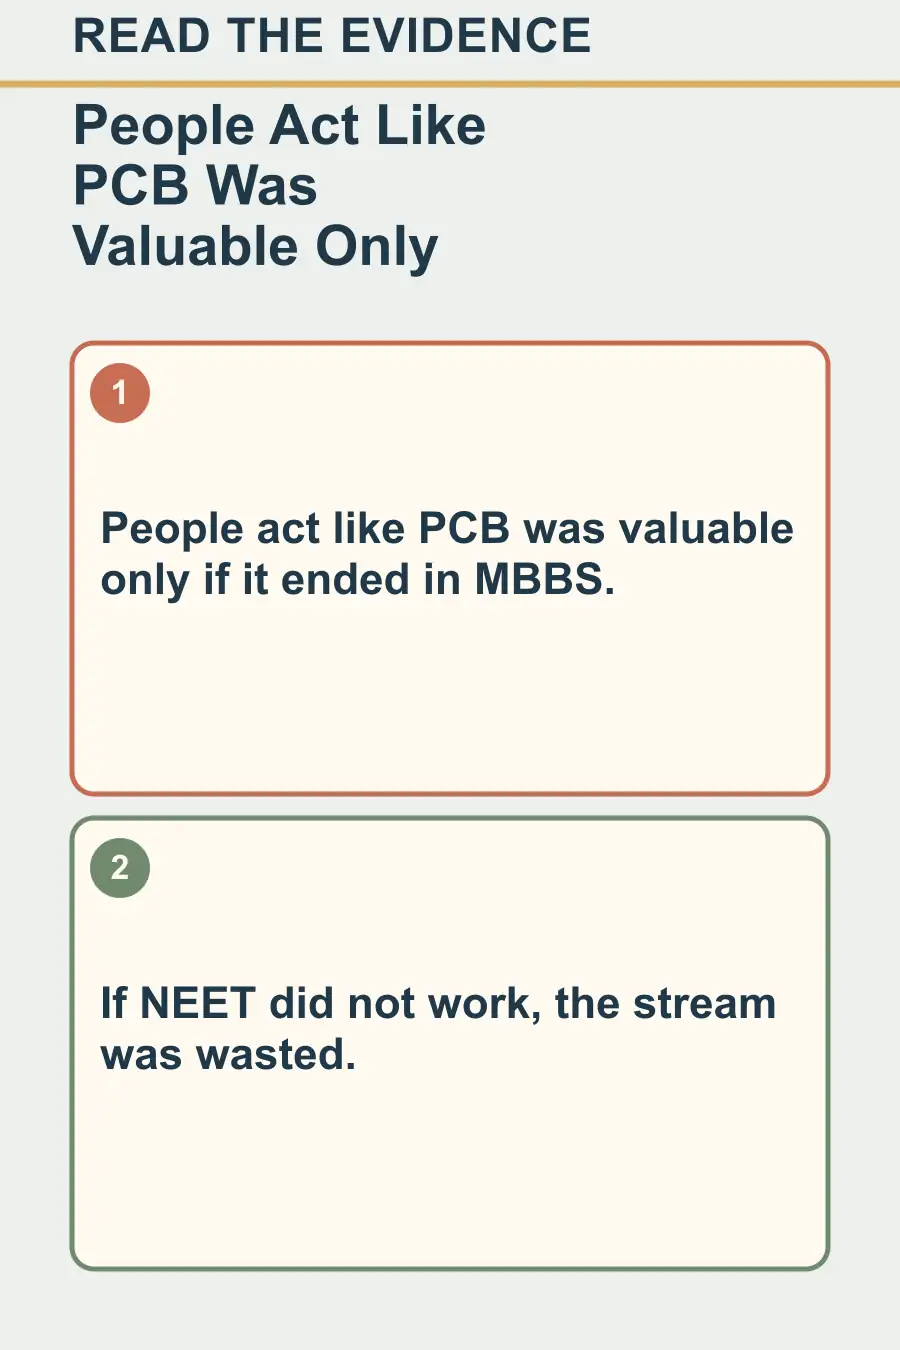 READ THE EVIDENCE
People Act Like
PCB Was
Valuable Only
1
People act like PCB was valuable
only if it ended in MBBS.
2
If NEET did not work, the stream
was wasted.